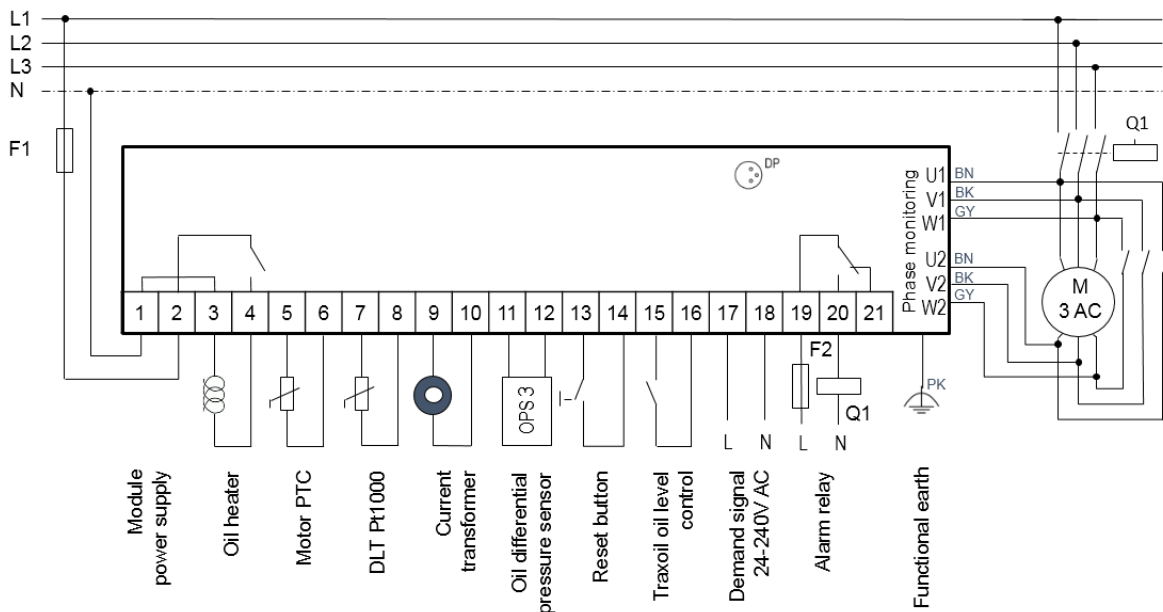 L1
L2
L3
N
F1
Q1
DP
Phase monitoring
U1 BN
V1 BK
W1 GY
U2 BN
V2 BK
W2 GY
M
3 AC
1 2 3 4 5 6 7 8 9 10 11 12 13 14 15 16 17 18 19 20 21
F2
OPS 3
Q1
PK
L N L N
Module
power supply
Oil heater
Motor PTC
DLT Pt1000
Current
transformer
Oil differential
pressure sensor
Reset button
Traxoil oil level
control
Demand signal
24-240V AC
Alarm relay
Functional earth